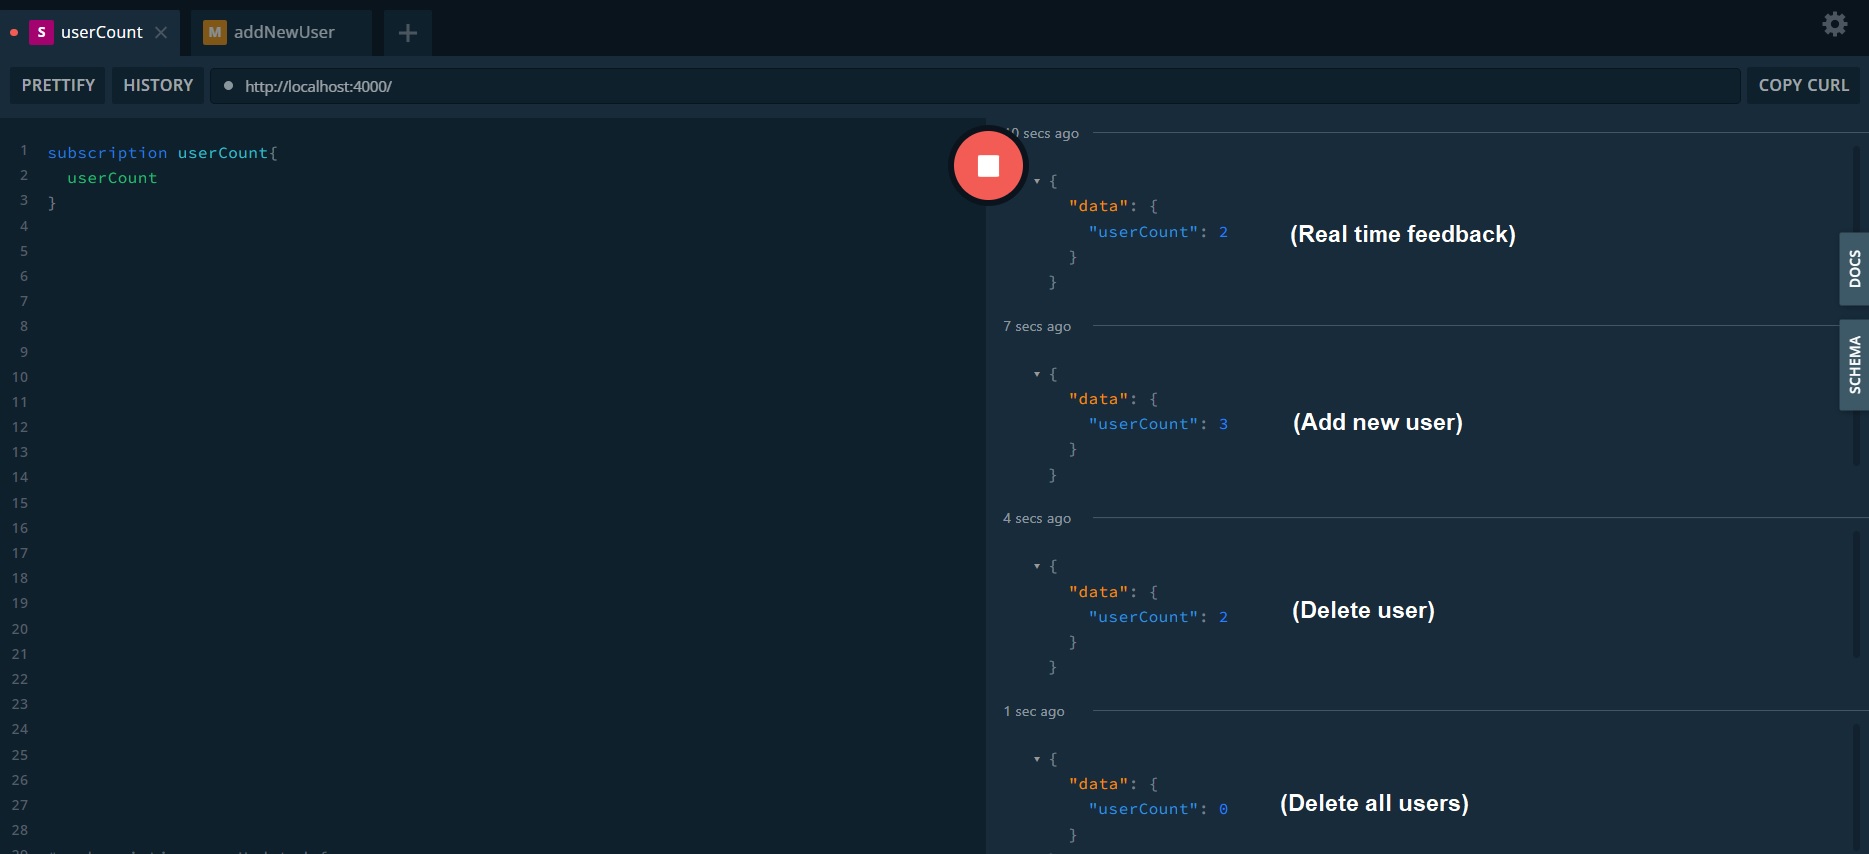 S userCount
M addNewUser
PRETTIFY
HISTORY
http://localhost:4000/
COPY CURL
1 subscription userCount{
2 userCount
3 }
4
5
6
7
8
9
10
11
12
13
14
15
16
17
18
19
20
21
22
23
24
25
26
27
28
secs ago
{
"data": {
"userCount": 2
}
}
(Real time feedback)
7 secs ago
{
"data": {
"userCount": 3
}
}
(Add new user)
4 secs ago
{
"data": {
"userCount": 2
}
}
(Delete user)
1 sec ago
{
"data": {
"userCount": 0
}
(Delete all users)
DOCS
SCHEMA